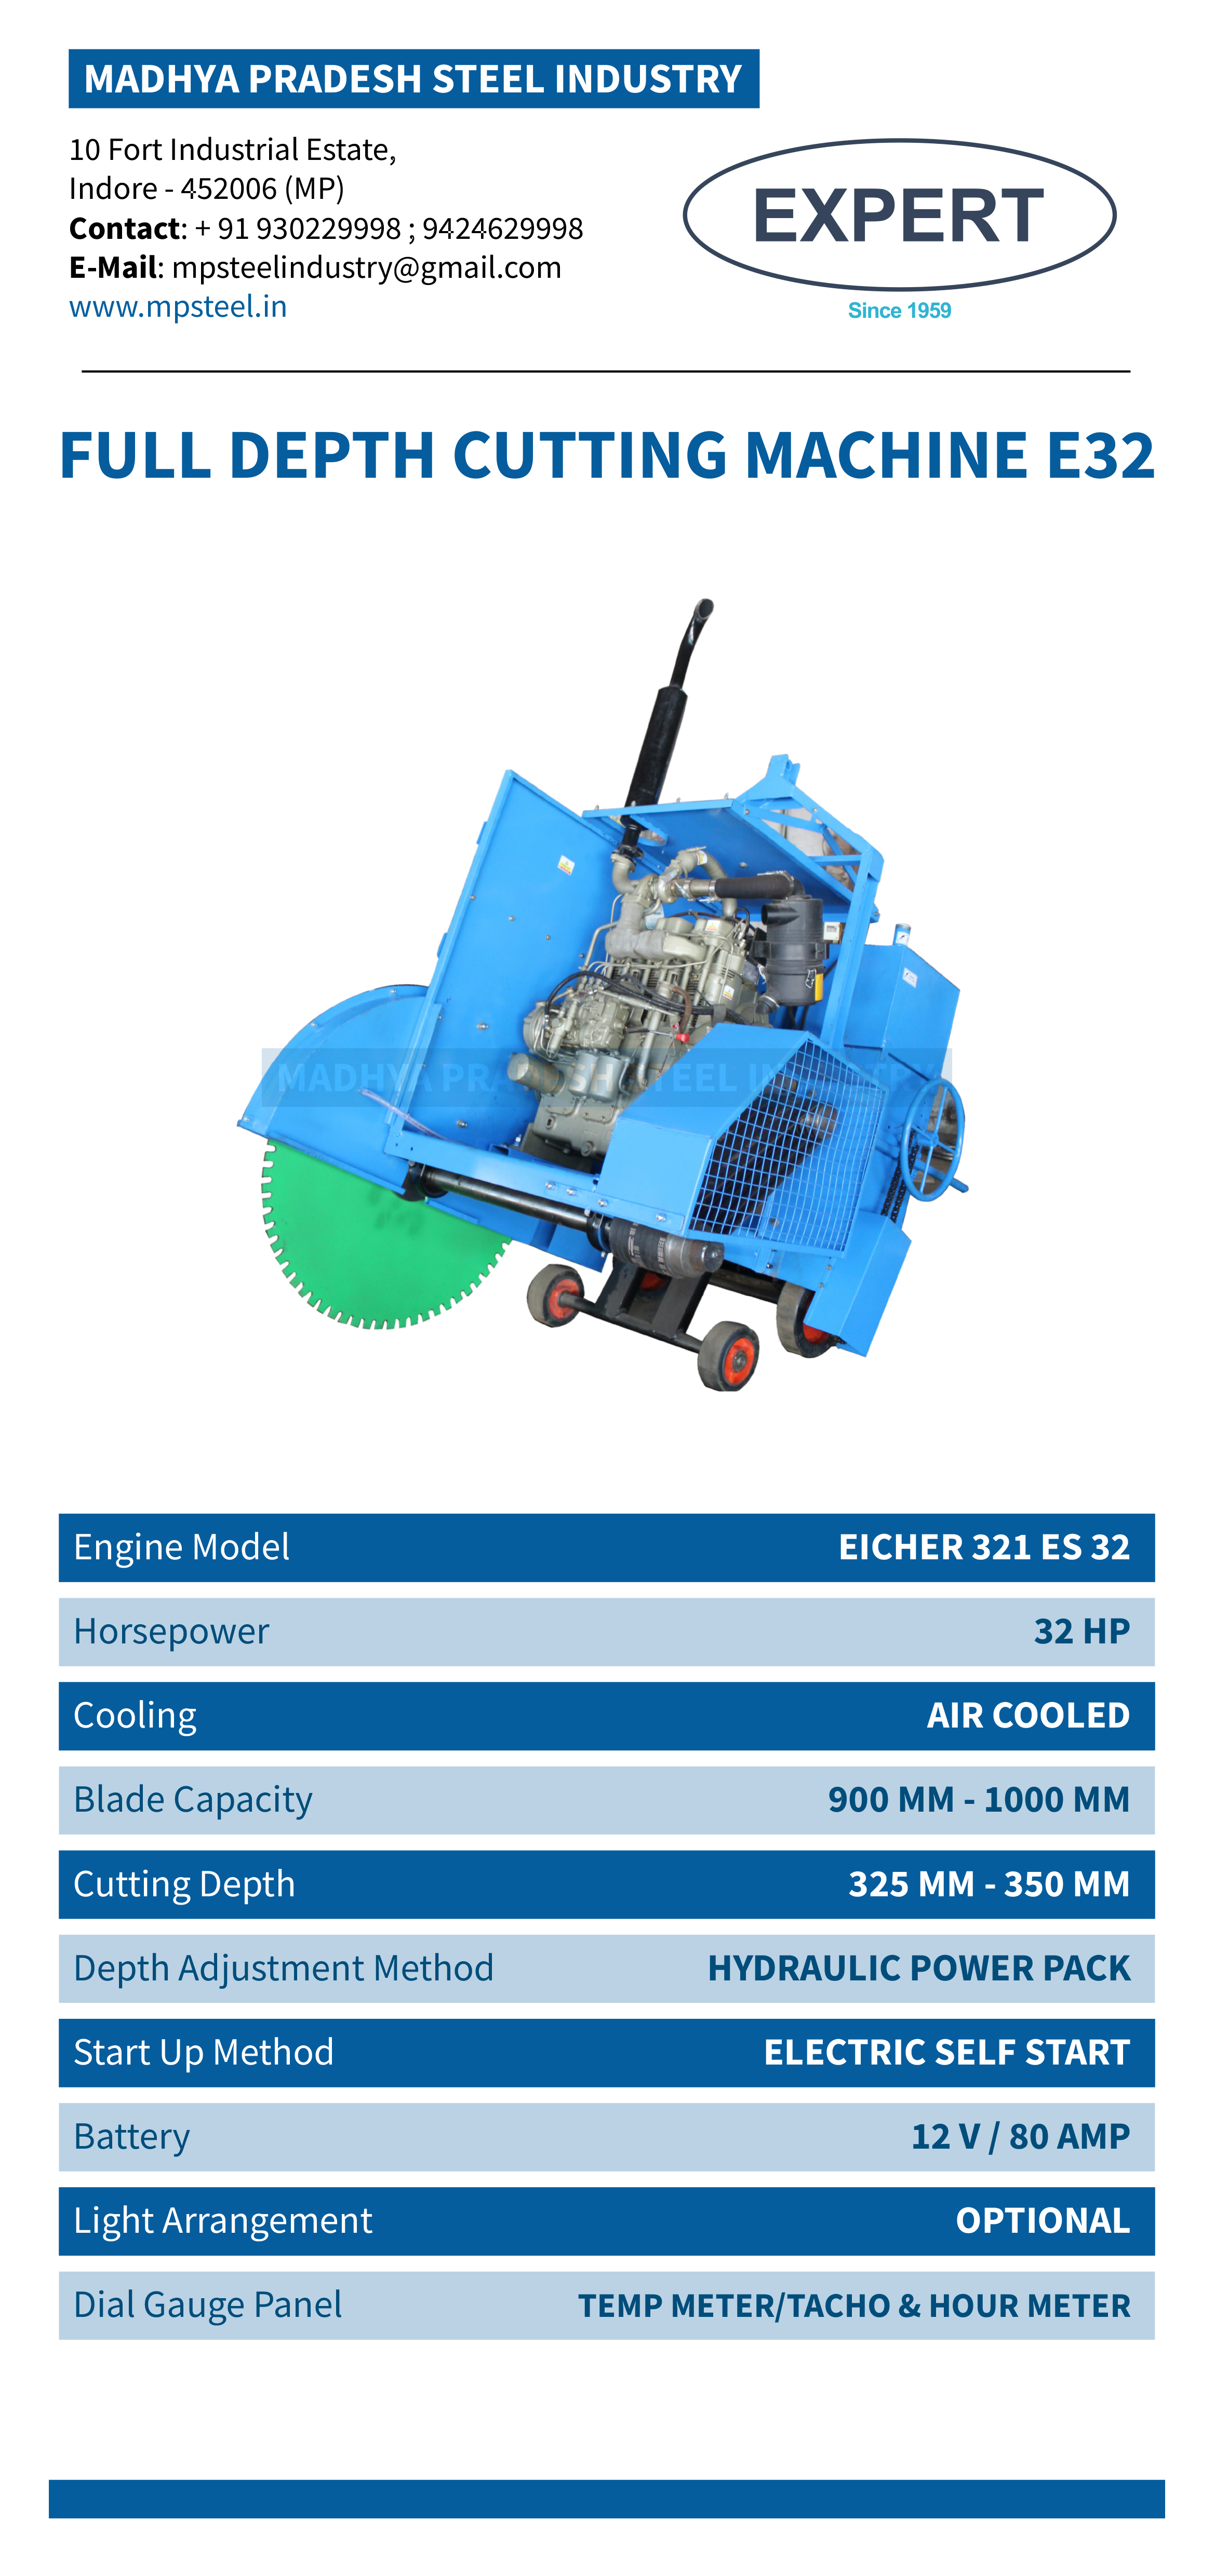 MADHYA PRADESH STEEL INDUSTRY
10 Fort Industrial Estate,
Indore - 452006 (MP)
Contact: + 91 930229998 ; 9424629998
E-Mail: mpsteelindustry@gmail.com
www.mpsteel.in
EXPERT
Since 1959
FULL DEPTH CUTTING MACHINE E32
MADHYA PRADESH STEEL INDUSTRY
Engine Model EICHER 321 ES 32
Horsepower 32 HP
Cooling AIR COOLED
Blade Capacity 900 MM - 1000 MM
Cutting Depth 325 MM - 350 MM
Depth Adjustment Method HYDRAULIC POWER PACK
Start Up Method ELECTRIC SELF START
Battery 12 V / 80 AMP
Light Arrangement OPTIONAL
Dial Gauge Panel TEMP METER/TACHO & HOUR METER